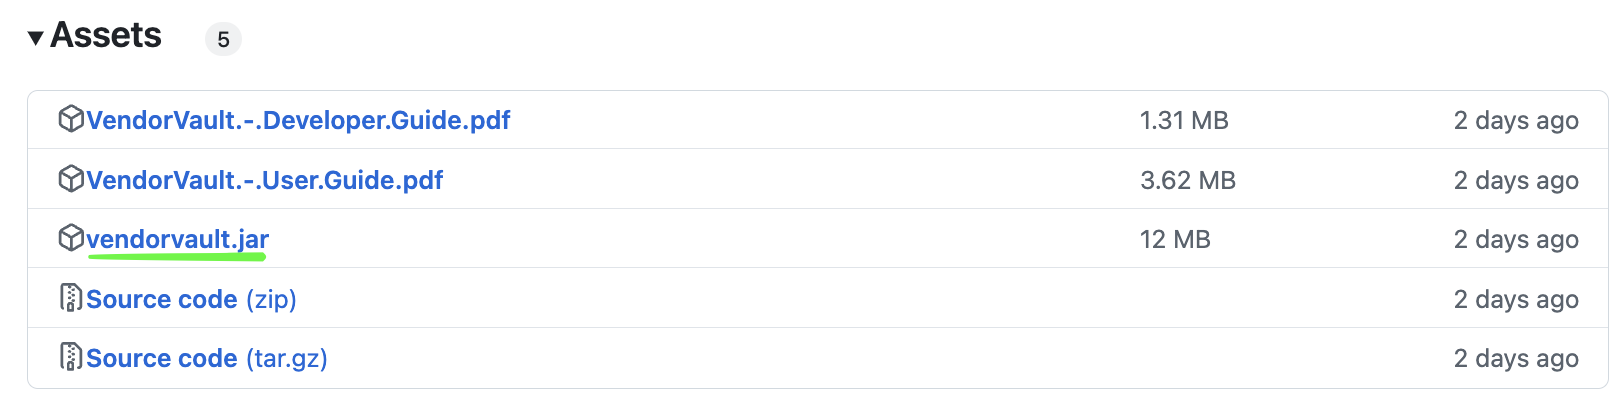 Assets 5
VendorVault.-.Developer.Guide.pdf 1.31 MB 2 days ago
VendorVault.-.User.Guide.pdf 3.62 MB 2 days ago
vendorvault.jar 12 MB 2 days ago
Source code (zip) 2 days ago
Source code (tar.gz) 2 days ago